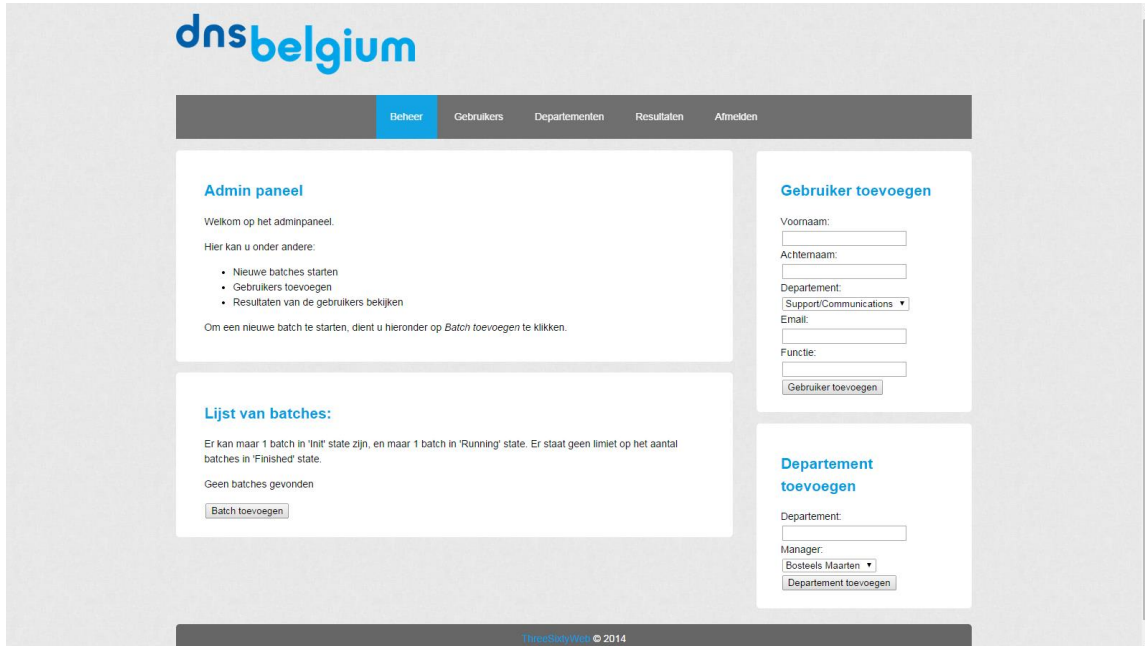 dnsbelgium
Beheer Gebruikers Departementen Resultaten Afmelden
Admin paneel
Welkom op het adminpaneel.
Hier kan u onder andere:
• Nieuwe batches starten
• Gebruikers toevoegen
• Resultaten van de gebruikers bekijken
Om een nieuwe batch te starten, dient u hieronder op Batch toevoegen te klikken.
Lijst van batches:
Er kan maar 1 batch in 'Init' state zijn, en maar 1 batch in 'Running' state. Er staat geen limiet op het aantal
batches in 'Finished' state.
Geen batches gevonden
Batch toevoegen
Gebruiker toevoegen
Voornaam:
Achternaam:
Departement:
Support/Communications
Email:
Functie:
Gebruiker toevoegen
Departement
toevoegen
Departement:
Manager:
Bosteels Maarten
Departement toevoegen
ThreeSixtyWeb © 2014